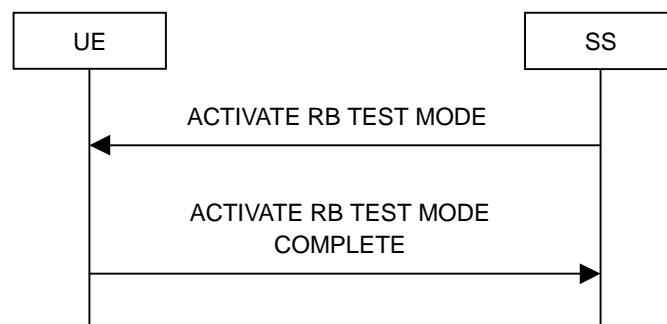 UE
SS
ACTIVATE RB TEST MODE
ACTIVATE RB TEST MODE
COMPLETE